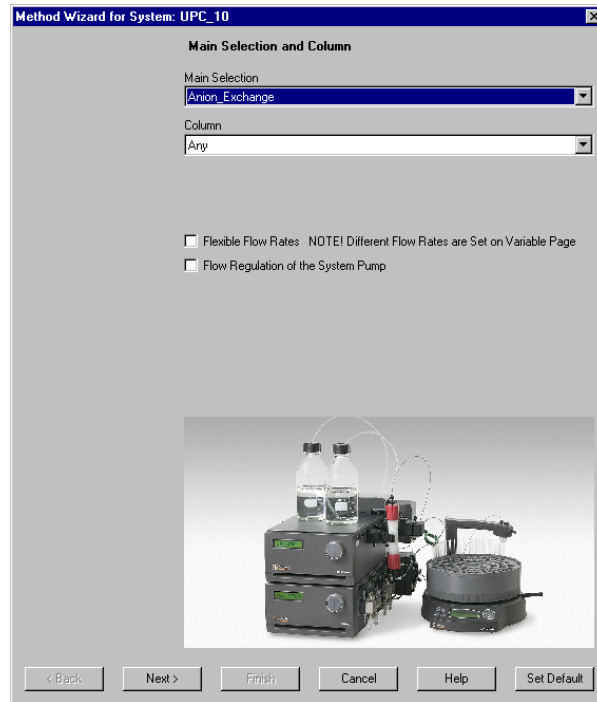 Method Wizard for System: UPC_10
Main Selection and Column
Main Selection
Anion_Exchange
Column
Any
Flexible Flow Rates NOTE! Different Flow Rates are Set on Variable Page
Flow Regulation of the System Pump
< Back Next > Finish Cancel Help Set Default